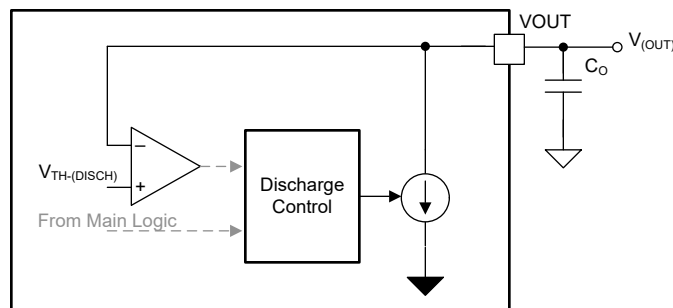 VOUT
V(OUT)
CO
−
VTH-(DISCH)
+
Discharge
Control
From Main Logic